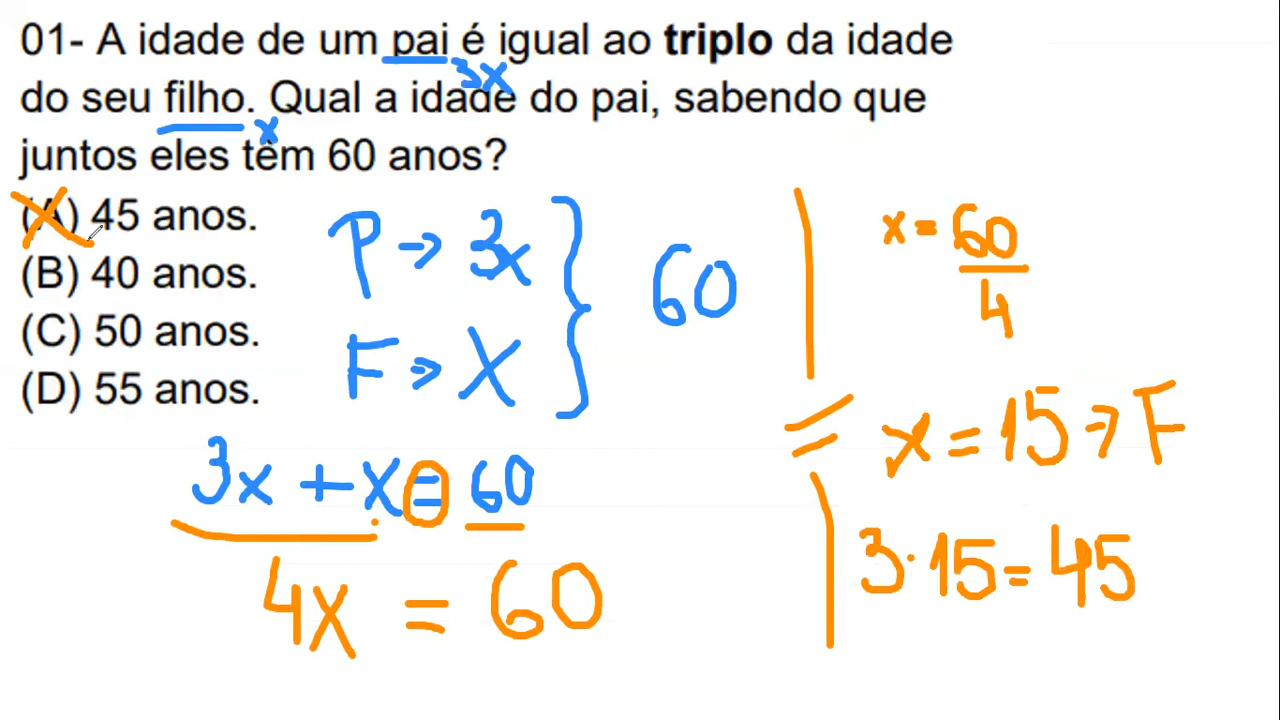 01- A idade de um pai é igual ao triplo da idade
3x
do seu filho. Qual a idade do pai, sabendo que
x
juntos eles têm 60 anos?
(A) 45 anos.
(B) 40 anos.
(C) 50 anos.
(D) 55 anos.
P → 3x
F → X
60
3x + x = 60
4x = 60
x = 60/4
= x = 15 → F
3·15 = 45